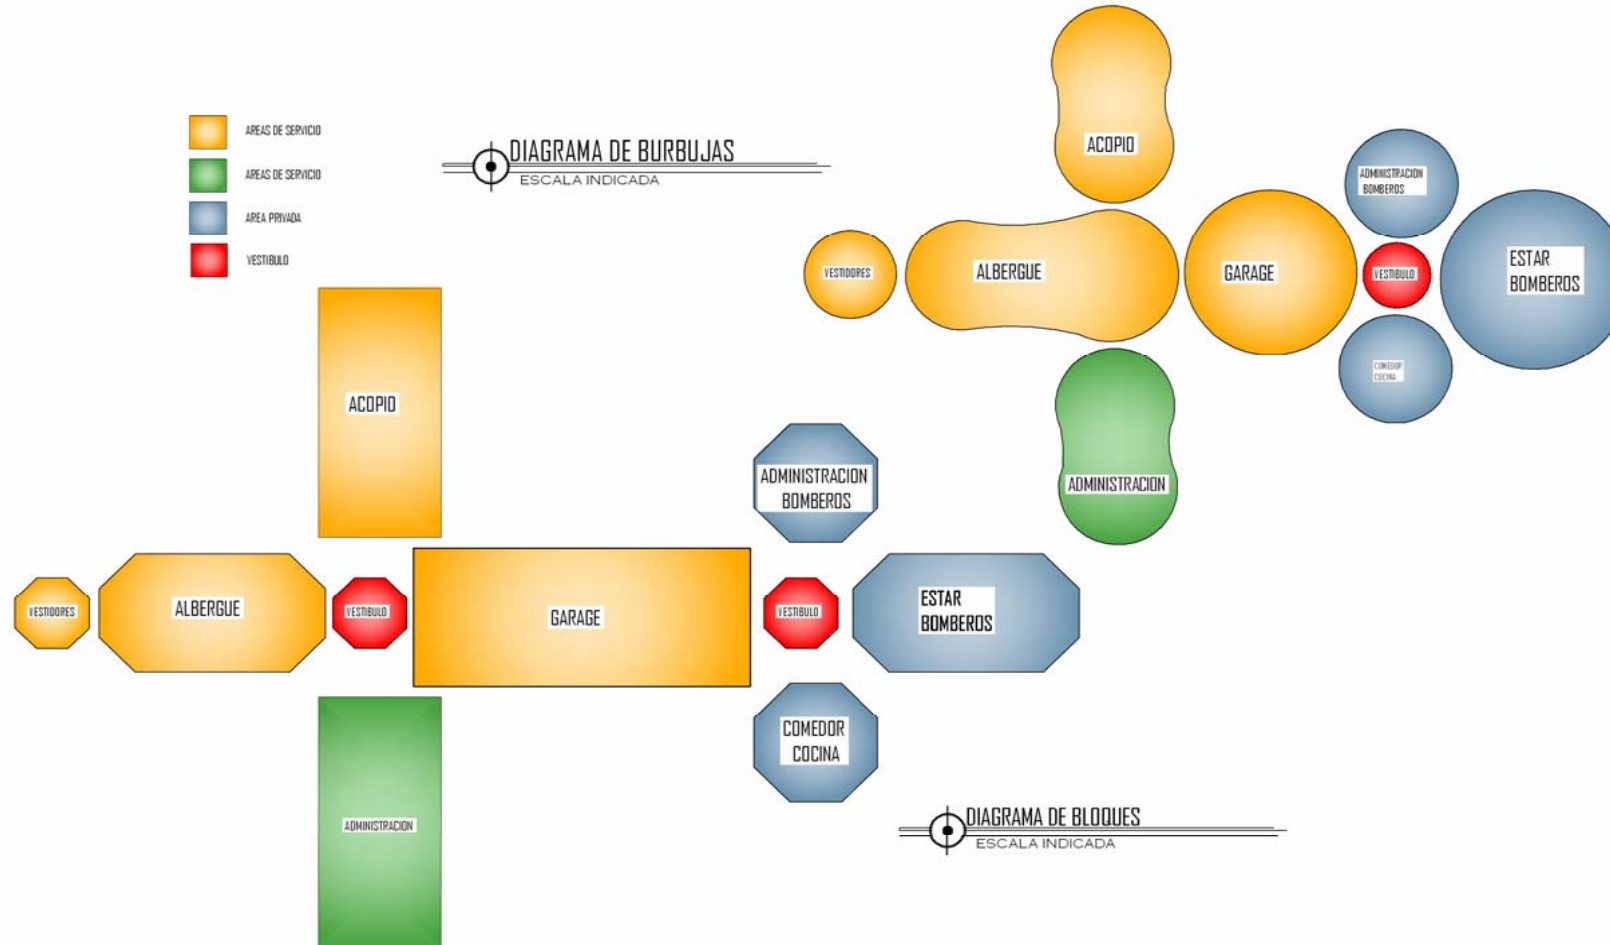 AREAS DE SERVICIO
AREAS DE SERVICIO
AREA PRIVADA
VESTIBULO
DIAGRAMA DE BURBUJAS
ESCALA INDICADA
ACOPIO
ADMINISTRACION
BOMBEROS
VESTIDORES
ALBERGUE
GARAGE
VESTIBULO
ESTAR
BOMBEROS
COMEDOR
COCINA
ADMINISTRACION
ACOPIO
ADMINISTRACION
BOMBEROS
VESTIDORES
ALBERGUE
VESTIBULO
GARAGE
VESTIBULO
ESTAR
BOMBEROS
COMEDOR
COCINA
ADMINISTRACION
DIAGRAMA DE BLOQUES
ESCALA INDICADA